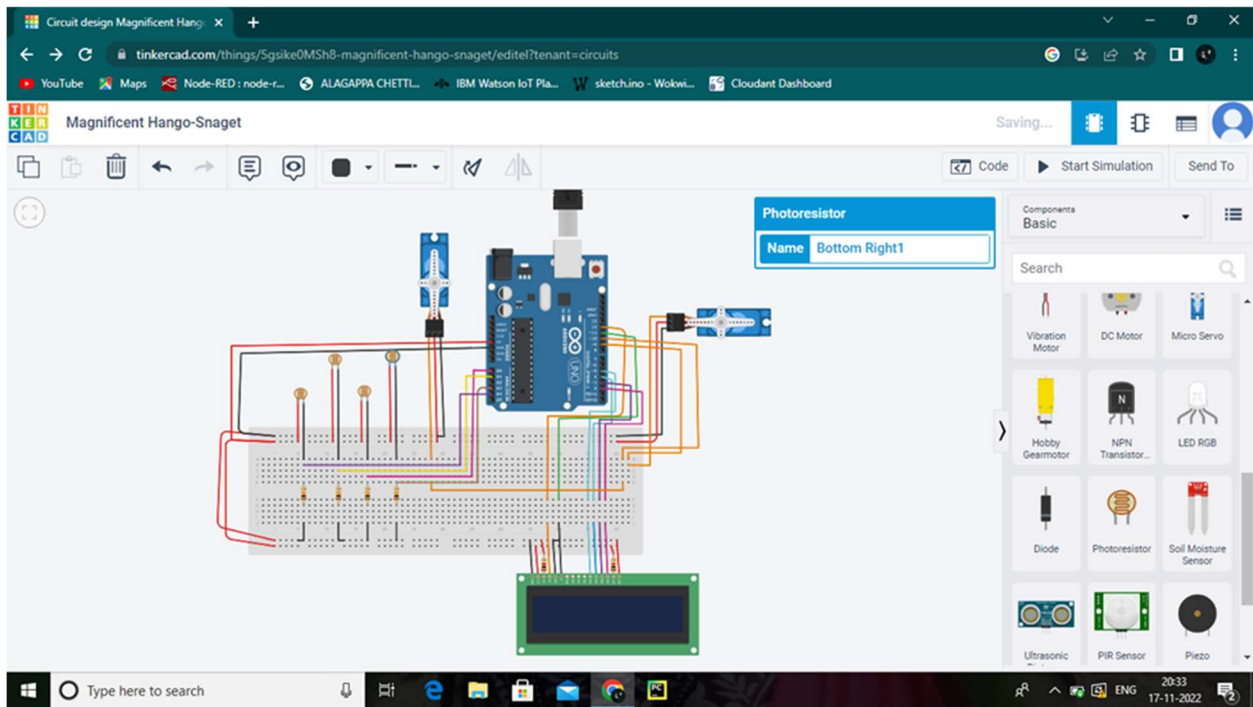 Circuit design Magnificent Hang
tinkercad.com/things/5gsike0MSh8-magnificent-hango-snaget/editel?tenant=circuits
YouTube Maps Node-RED : node-r... ALAGAPPA CHETTI... IBM Watson IoT Pla... sketch.ino - Wokwi... Cloudant Dashboard
TIN
KER
CAD
Magnificent Hango-Snaget
Saving...
Code
Start Simulation
Send To
Photoresistor
Name Bottom Right1
Components
Basic
Search
Vibration
Motor
DC Motor
Micro Servo
Hobby
Gearmotor
N
NPN
Transistor...
LED RGB
Diode
Photoresistor
Soil Moisture
Sensor
Ultrasonic
PIR Sensor
Piezo
ARDUINO
UNO
Type here to search
PC
ENG
20:33
17-11-2022
2